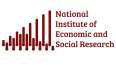 National
Institute of
Economic and
Social Research